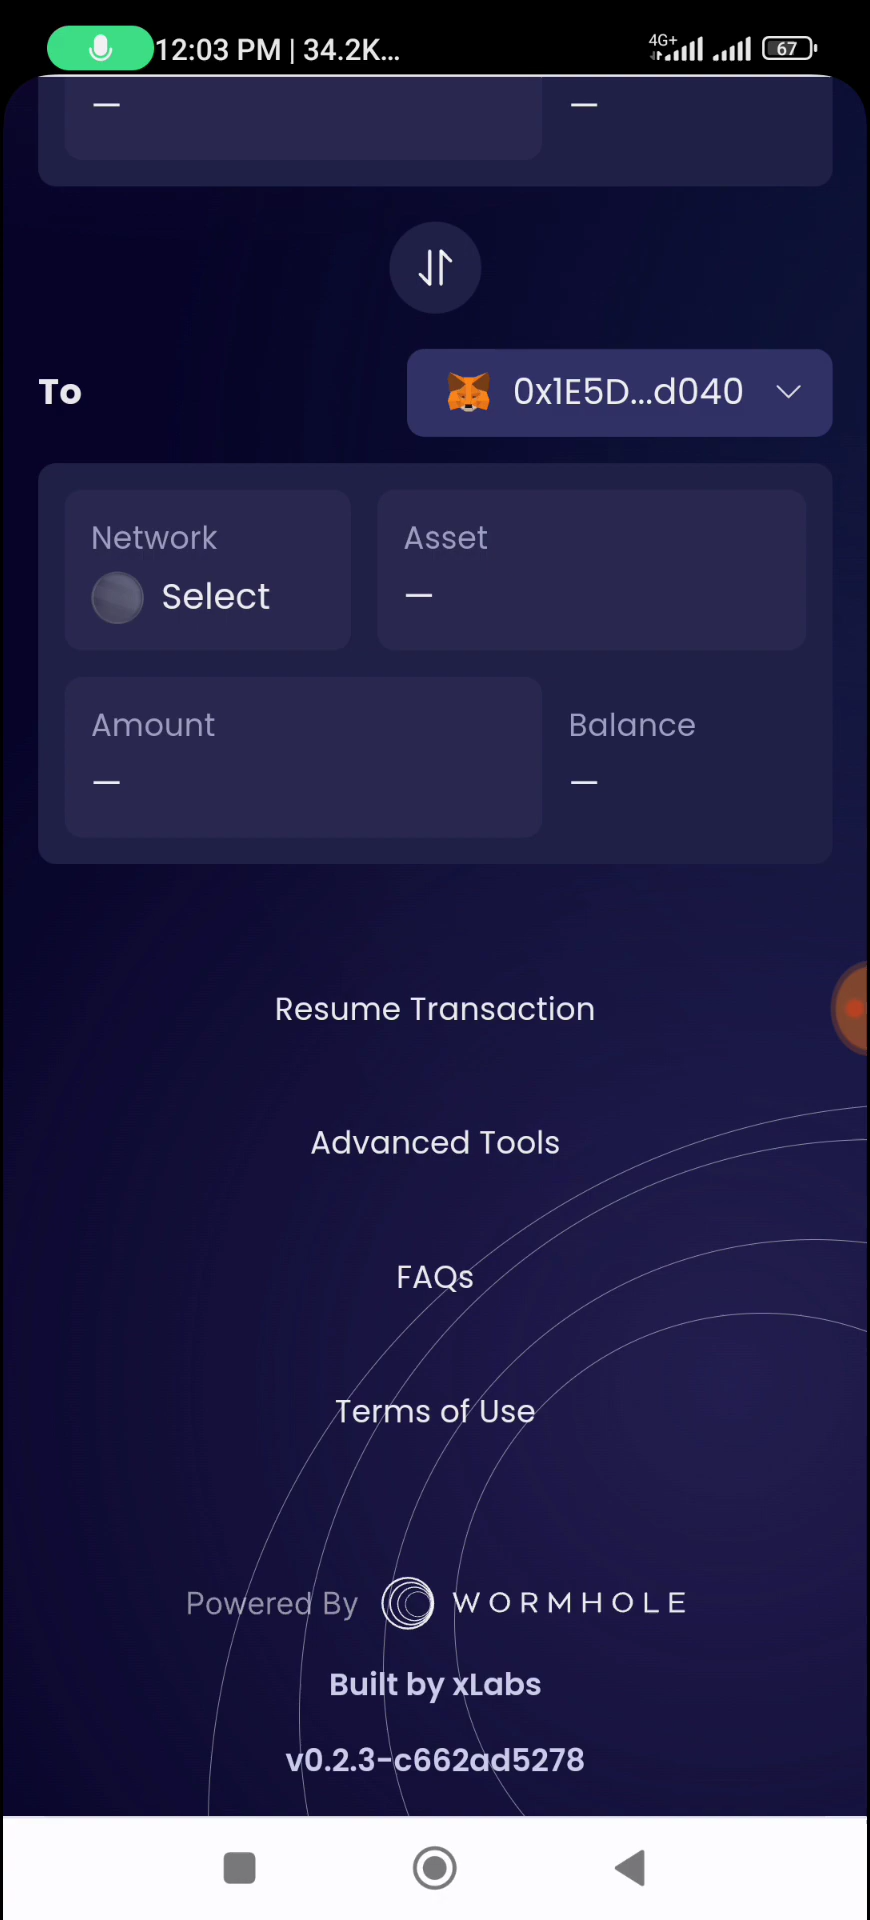 12:03 PM | 34.2K... 4G+ 67
— —
To 0x1E5D...d040
Network Asset
Select —
Amount Balance
— —
Resume Transaction
Advanced Tools
FAQs
Terms of Use
Powered By WORMHOLE
Built by xLabs
v0.2.3-c662ad5278